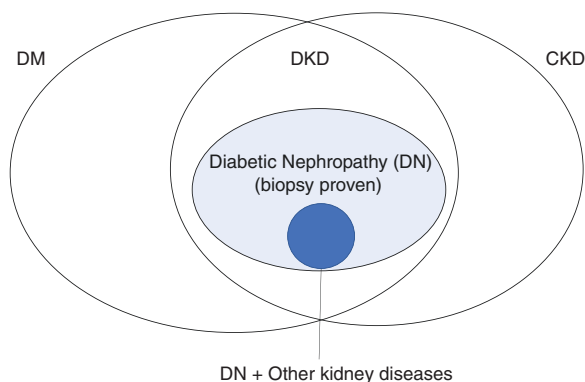 DM
DKD
CKD
Diabetic Nephropathy (DN)
(biopsy proven)
DN + Other kidney diseases